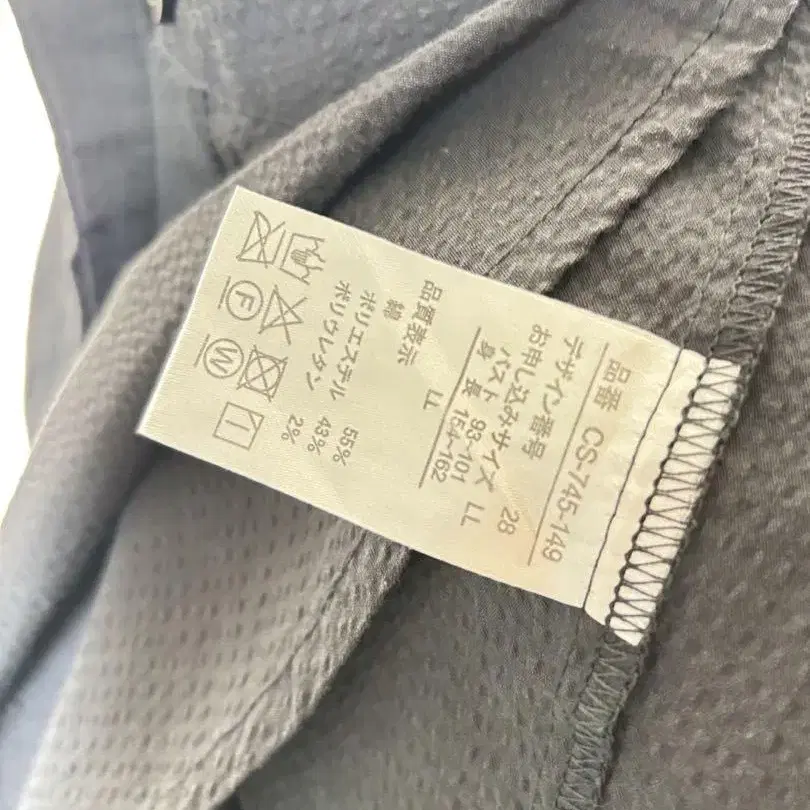 品番 CS-745-149
デザイン番号 28
お申し込みサイズ LL
バスト 93-101
身長 154-162
LL
品質表示
綿 55%
ポリエステル 43%
ポリウレタン 2%
F
W